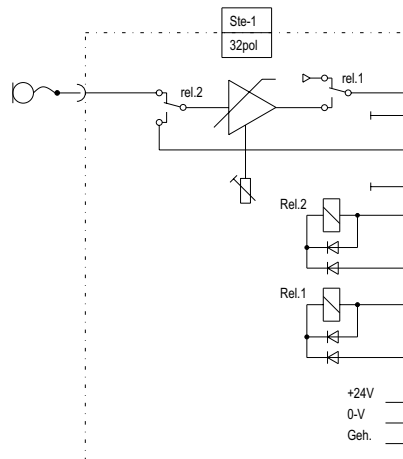 Ste-1
32pol
rel.2
rel.1
Rel.2
Rel.1
+24V
0-V
Geh.